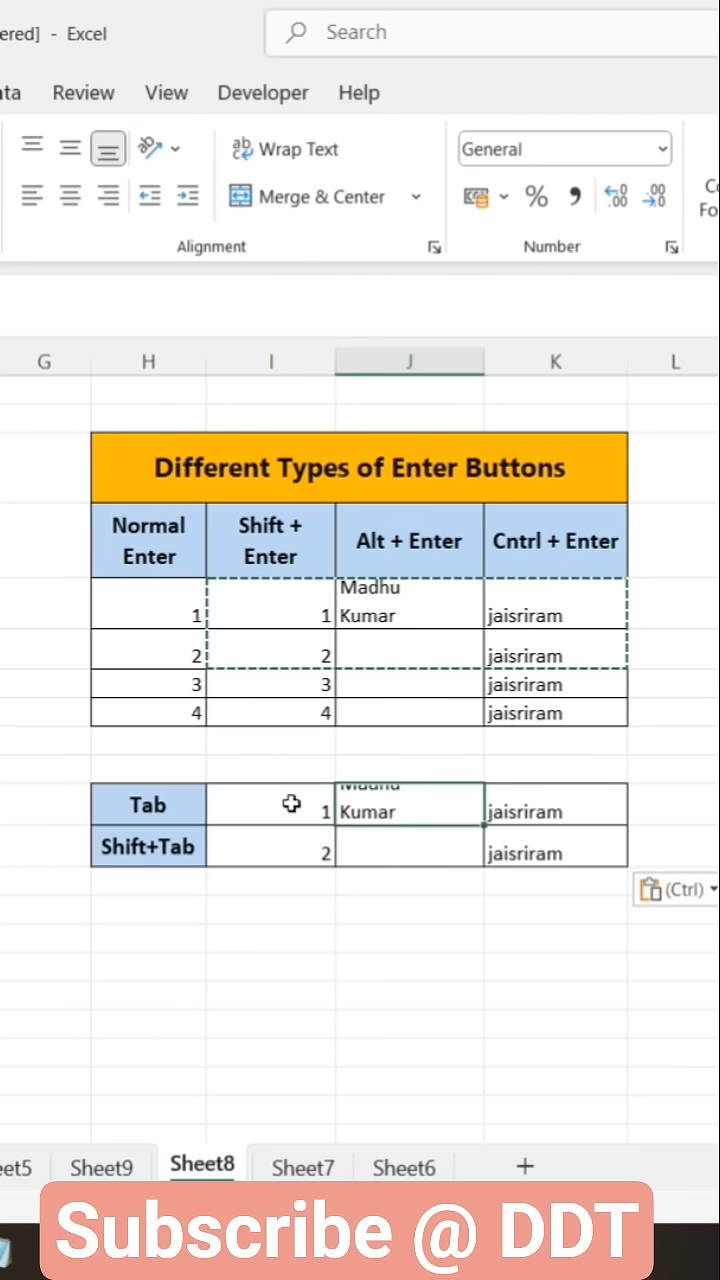 ered] - Excel
Search
ta Review View Developer Help
ab
Wrap Text
General
Merge & Center
% 
Alignment
Number
G H I J K L
Different Types of Enter Buttons
Normal
Enter
Shift +
Enter
Alt + Enter
Cntrl + Enter
Madhu
1 1 Kumar jaisriram
2 2 jaisriram
3 3 jaisriram
4 4 jaisriram
Tab 1 Kumar jaisriram
Shift+Tab 2 jaisriram
(Ctrl)
eet5 Sheet9 Sheet8 Sheet7 Sheet6 +
Subscribe @ DDT